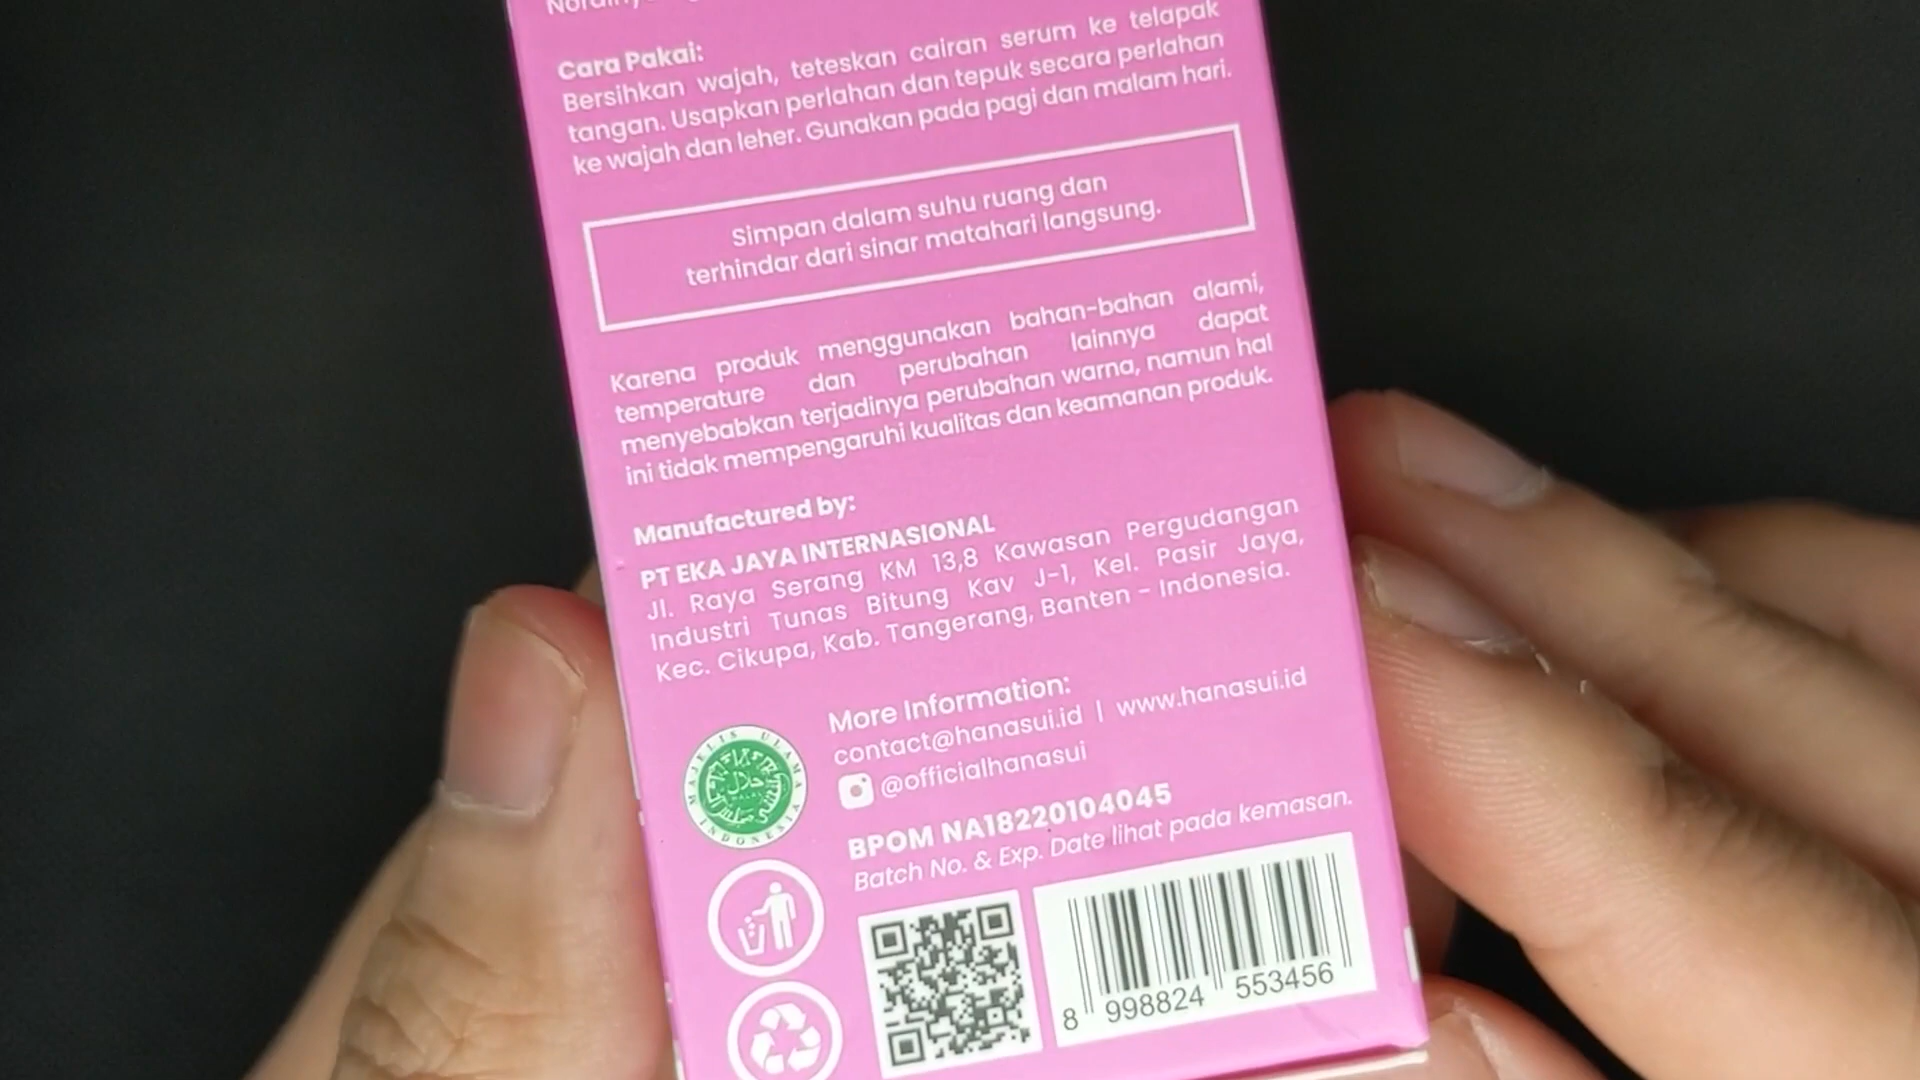 Cara Pakai:
Bersihkan wajah, teteskan cairan serum ke telapak
tangan. Usapkan perlahan dan tepuk secara perlahan
ke wajah dan leher. Gunakan pada pagi dan malam hari.
Simpan dalam suhu ruang dan
terhindar dari sinar matahari langsung.
Karena produk menggunakan bahan-bahan alami,
temperature dan perubahan lainnya dapat
menyebabkan terjadinya perubahan warna, namun hal
ini tidak mempengaruhi kualitas dan keamanan produk.
Manufactured by:
PT EKA JAYA INTERNASIONAL
Jl. Raya Serang KM 13,8 Kawasan Pergudangan
Industri Tunas Bitung Kav J-1, Kel. Pasir Jaya,
Kec. Cikupa, Kab. Tangerang, Banten - Indonesia.
More Information:
contact@hanasui.id | www.hanasui.id
@officialhanasui
MAJELIS ULAMA INDONESIA
حلال
HALAL
BPOM NA18220104045
Batch No. & Exp. Date lihat pada kemasan.
8 998824 553456